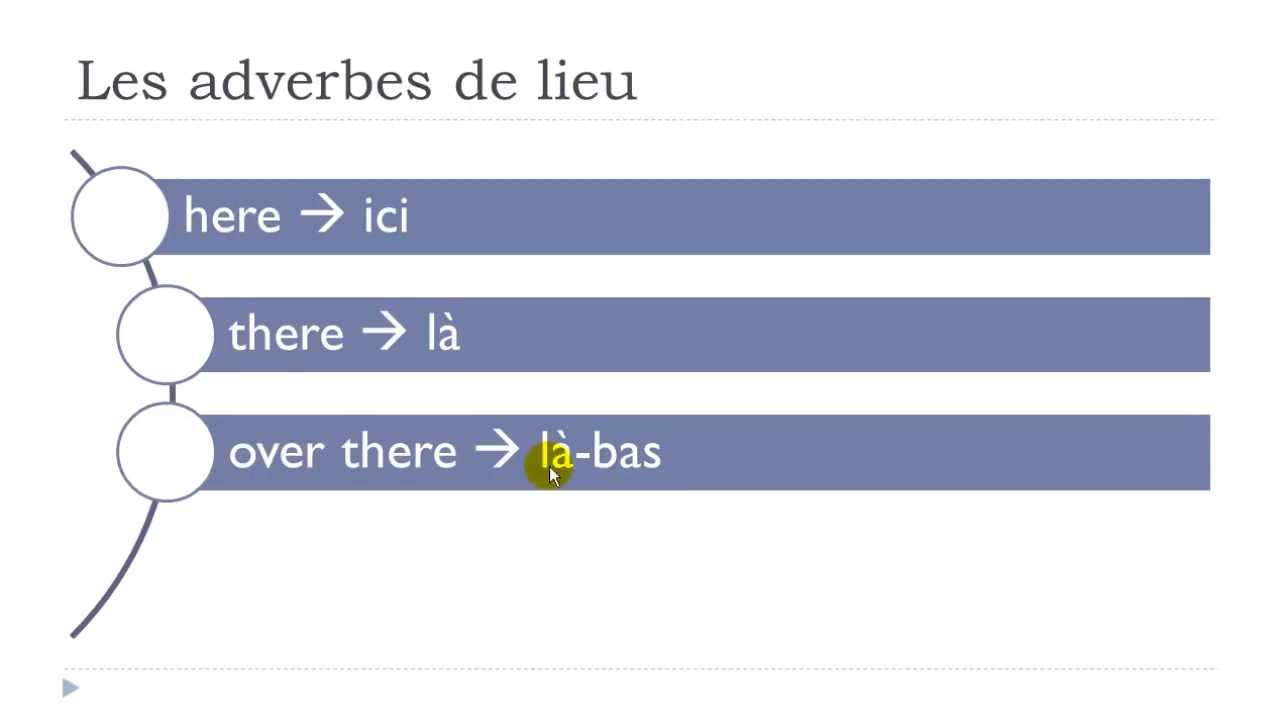 Les adverbes de lieu
here → ici
there → là
over there → là-bas